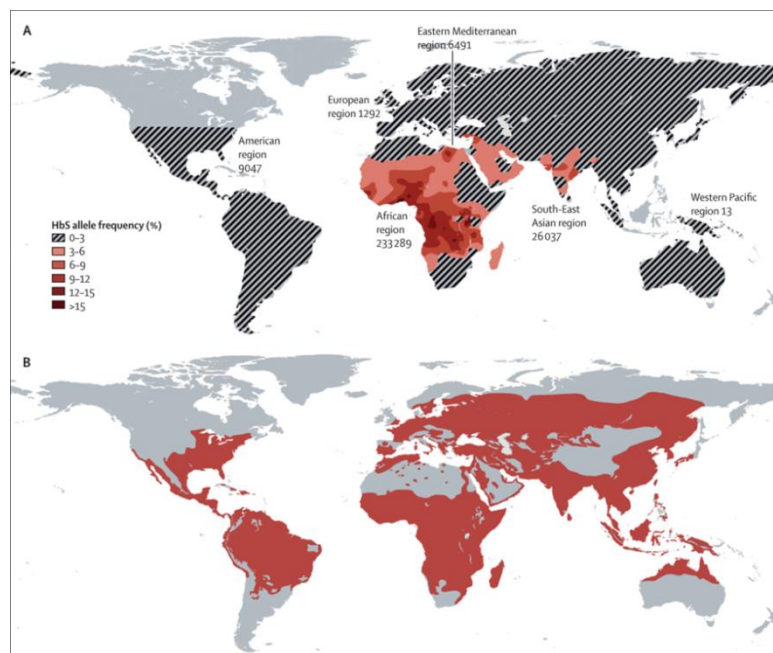 A
Eastern Mediterranean
region 6491
European
region 1292
American
region
9047
African
region
233 289
South-East
Asian region
26 037
Western Pacific
region 13
HbS allele frequency (%)
0–3
3–6
6–9
9–12
12–15
>15
B